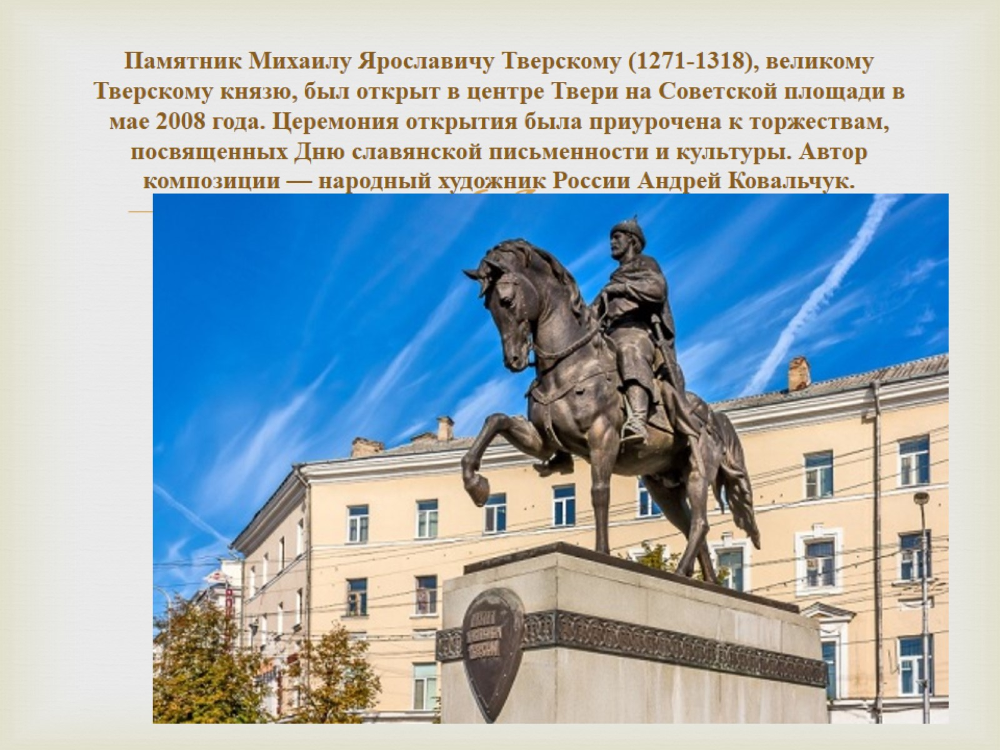 Памятник Михаилу Ярославичу Тверскому (1271-1318), великому
Тверскому князю, был открыт в центре Твери на Советской площади в
мае 2008 года. Церемония открытия была приурочена к торжествам,
посвященных Дню славянской письменности и культуры. Автор
композиции — народный художник России Андрей Ковальчук.